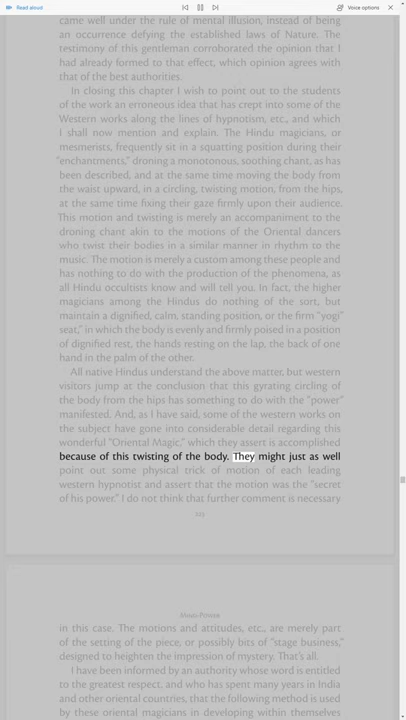 Read aloud
Voice options
came well under the rule of mental illusion, instead of being
an occurrence defying the established laws of Nature. The
testimony of this gentleman corroborated the opinion that I
had already formed to that effect, which opinion agrees with
that of the best authorities.
In closing this chapter I wish to point out to the students
of the work an erroneous idea that has crept into some of the
Western works along the lines of hypnotism, etc., and which
I shall now mention and explain. The Hindu magicians, or
mesmerists, frequently sit in a squatting position during their
"enchantments," droning a monotonous, soothing chant, as has
been described, and at the same time moving the body from
the waist upward, in a circling, twisting motion, from the hips,
at the same time fixing their gaze firmly upon their audience.
This motion and twisting is merely an accompaniment to the
droning chant akin to the motions of the Oriental dancers
who twist their bodies in a similar manner in rhythm to the
music. The motion is merely a custom among these people and
has nothing to do with the production of the phenomena, as
all Hindu occultists know and will tell you. In fact, the higher
magicians among the Hindus do nothing of the sort, but
maintain a dignified, calm, standing position, or the firm "yogi"
seat," in which the body is evenly and firmly poised in a position
of dignified rest, the hands resting on the lap, the back of one
hand in the palm of the other.
All native Hindus understand the above matter, but western
visitors jump at the conclusion that this gyrating circling of
the body from the hips has something to do with the "power"
manifested. And, as I have said, some of the western works on
the subject have gone into considerable detail regarding this
wonderful "Oriental Magic," which they assert is accomplished
because of this twisting of the body. They might just as well
point out some physical trick of motion of each leading
western hypnotist and assert that the motion was the "secret
of his power." I do not think that further comment is necessary
Mind-Power
in this case. The motions and attitudes, etc., are merely part
of the setting of the piece, or possibly bits of "stage business,"
designed to heighten the impression of mystery. That's all.
I have been informed by an authority whose word is entitled
to the greatest respect, and who has spent many years in India
and other oriental countries, that the following method is used
by these oriental magicians in developing within themselves